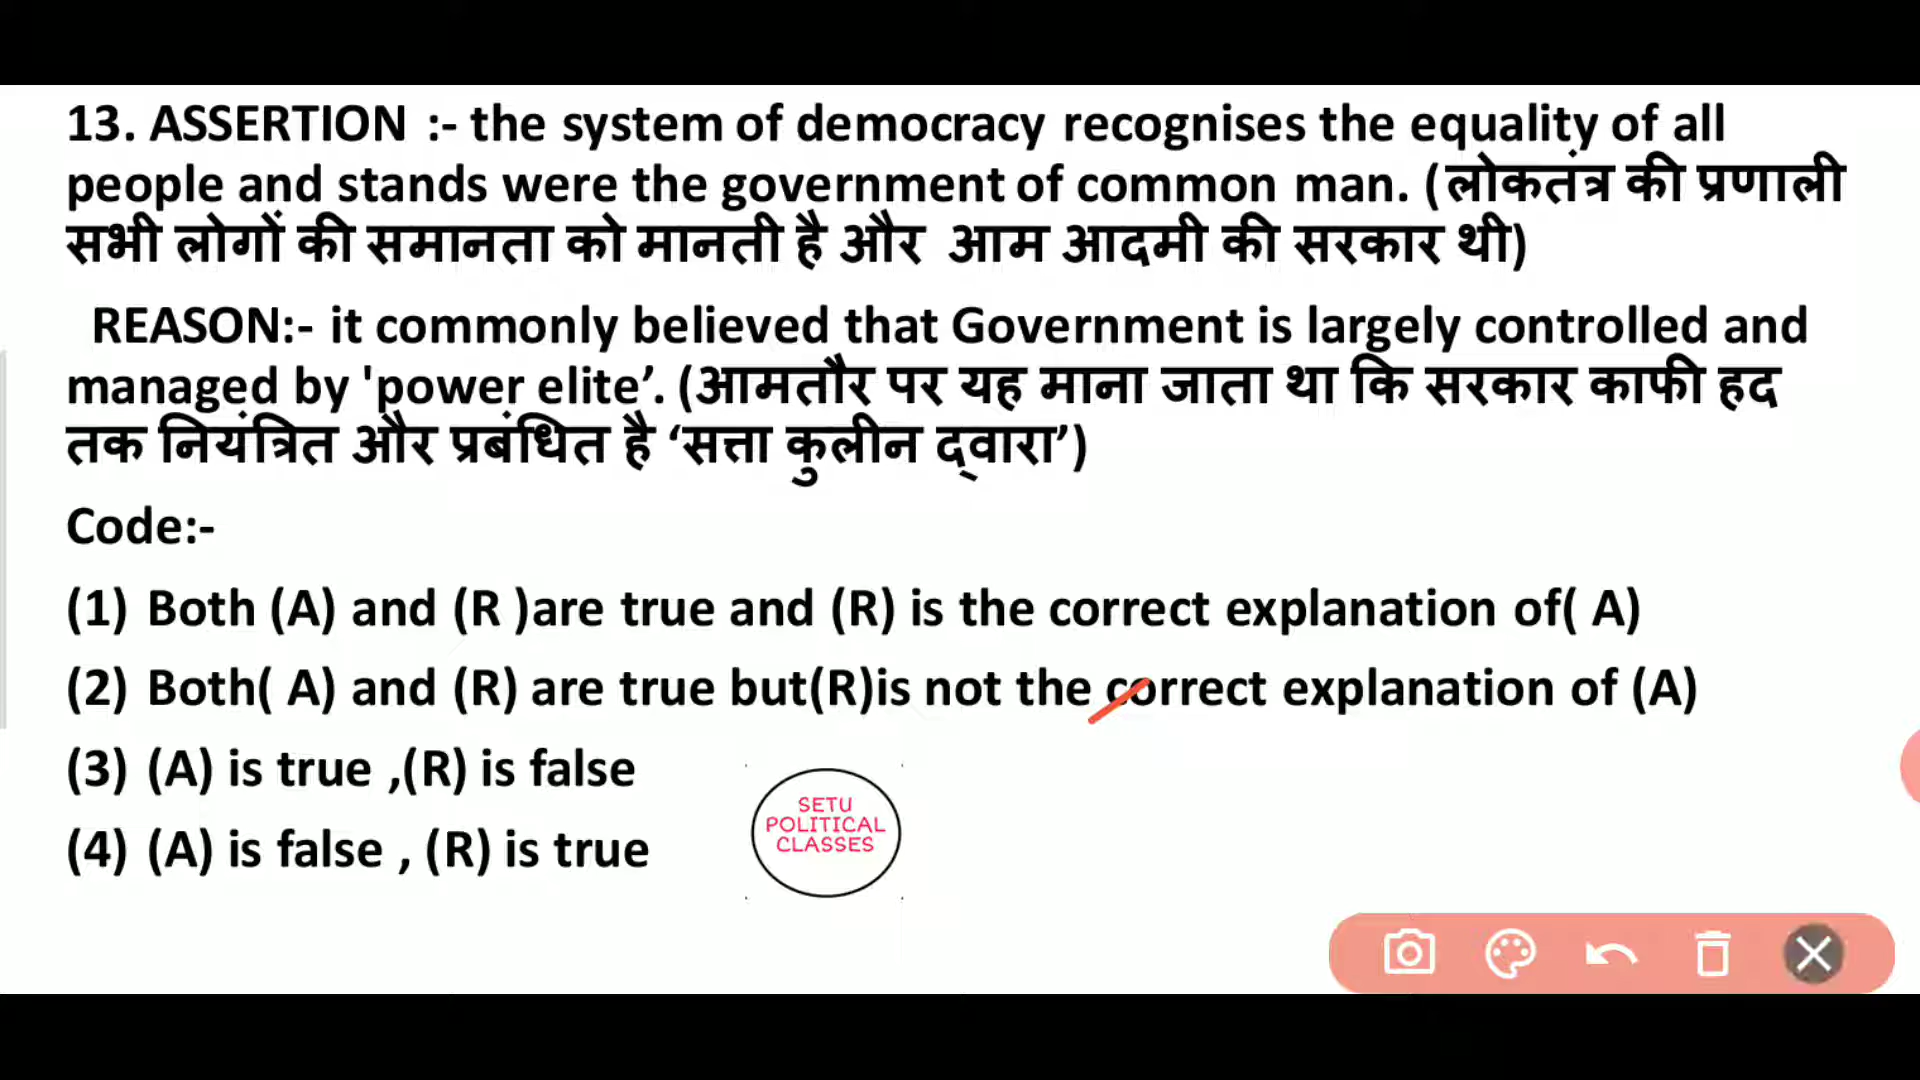 13. ASSERTION :- the system of democracy recognises the equality of all
people and stands were the government of common man. (लोकतंत्र की प्रणाली
सभी लोगों की समानता को मानती है और आम आदमी की सरकार थी)
REASON:- it commonly believed that Government is largely controlled and
managed by 'power elite’. (आमतौर पर यह माना जाता था कि सरकार काफी हद
तक नियंत्रित और प्रबंधित है ‘सत्ता कुलीन द्वारा’)
Code:-
(1) Both (A) and (R )are true and (R) is the correct explanation of( A)
(2) Both( A) and (R) are true but(R)is not the correct explanation of (A)
(3) (A) is true ,(R) is false
(4) (A) is false , (R) is true
SETU
POLITICAL
CLASSES